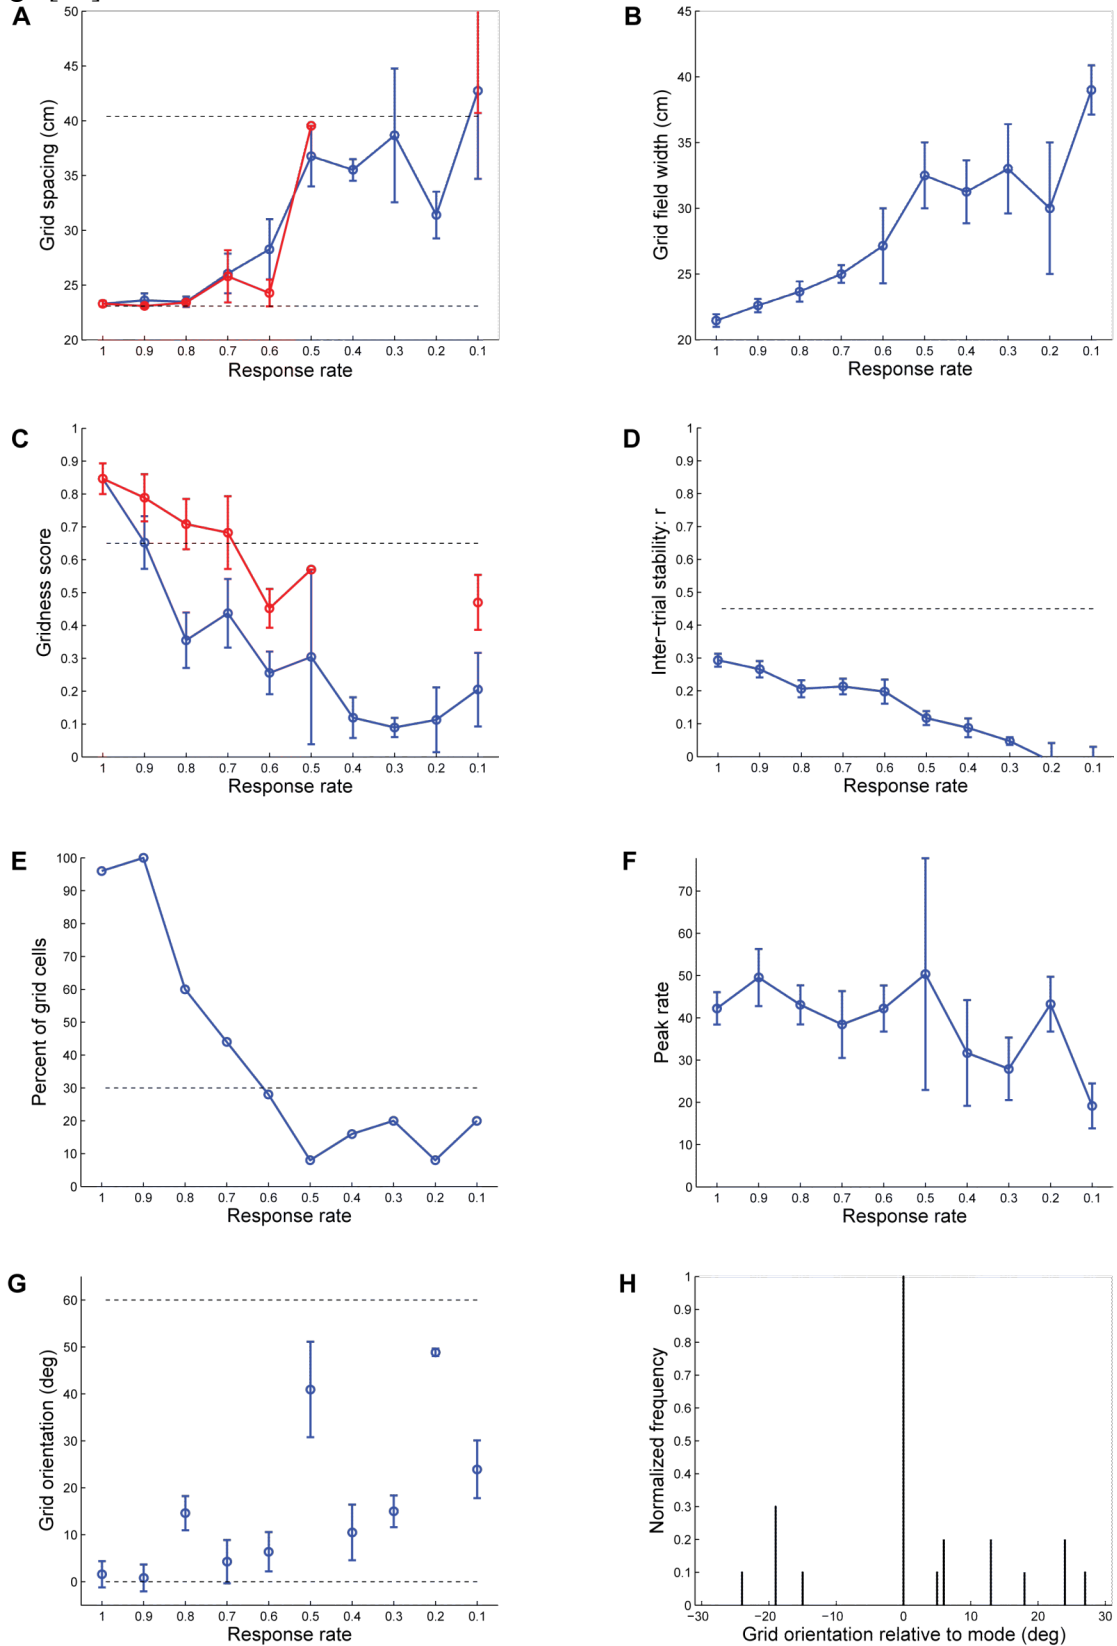 A
50
45
40
35
30
25
20
Grid spacing (cm)
1 0.9 0.8 0.7 0.6 0.5 0.4 0.3 0.2 0.1
Response rate
B
45
40
35
30
25
20
Grid field width (cm)
1 0.9 0.8 0.7 0.6 0.5 0.4 0.3 0.2 0.1
Response rate
C
1
0.9
0.8
0.7
0.6
0.5
0.4
0.3
0.2
0.1
0
Gridness score
1 0.9 0.8 0.7 0.6 0.5 0.4 0.3 0.2 0.1
Response rate
D
1
0.9
0.8
0.7
0.6
0.5
0.4
0.3
0.2
0.1
0
Inter−trial stability: r
1 0.9 0.8 0.7 0.6 0.5 0.4 0.3 0.2 0.1
Response rate
E
100
90
80
70
60
50
40
30
20
10
0
Percent of grid cells
1 0.9 0.8 0.7 0.6 0.5 0.4 0.3 0.2 0.1
Response rate
F
70
60
50
40
30
20
10
0
Peak rate
1 0.9 0.8 0.7 0.6 0.5 0.4 0.3 0.2 0.1
Response rate
G
60
50
40
30
20
10
0
Grid orientation (deg)
1 0.9 0.8 0.7 0.6 0.5 0.4 0.3 0.2 0.1
Response rate
H
1
0.9
0.8
0.7
0.6
0.5
0.4
0.3
0.2
0.1
0
Normalized frequency
−30 −20 −10 0 10 20 30
Grid orientation relative to mode (deg)